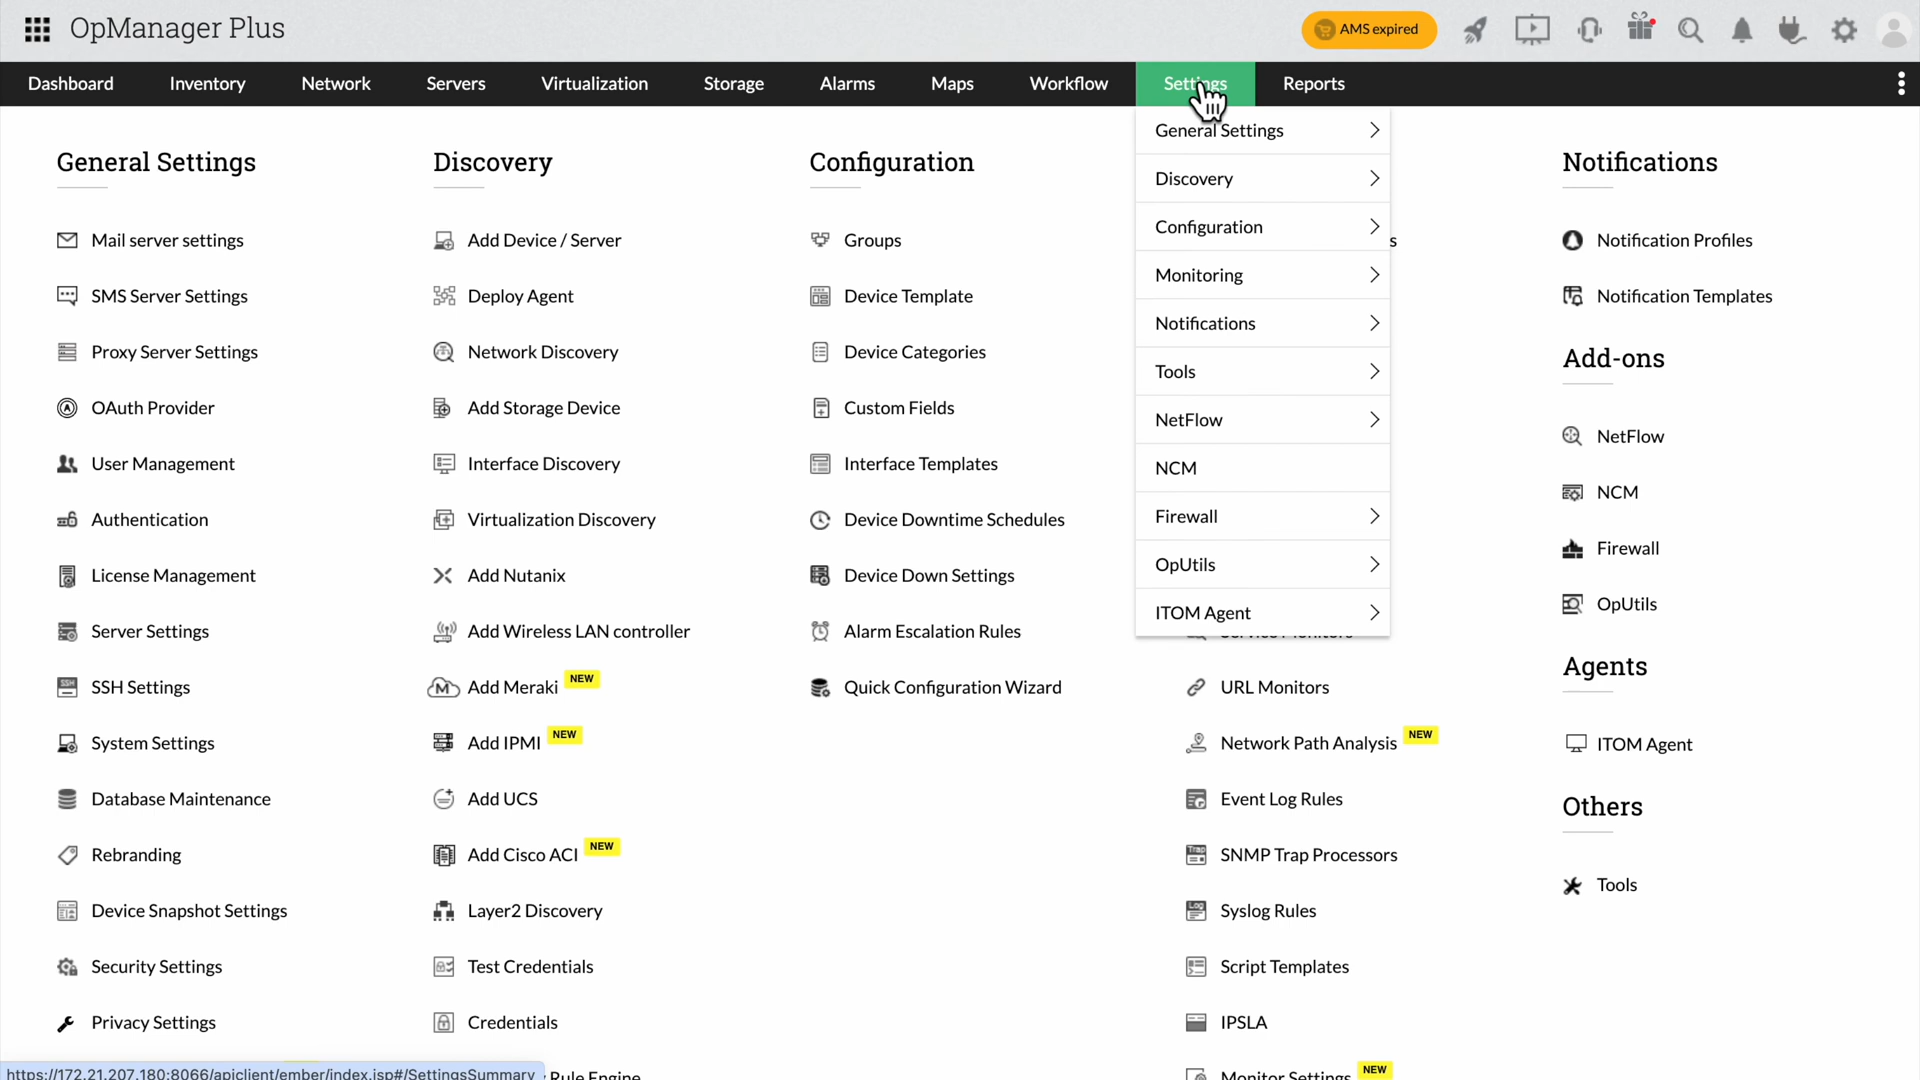 OpManager Plus
AMS expired
Dashboard
Inventory
Network
Servers
Virtualization
Storage
Alarms
Maps
Workflow
Settings
Reports
General Settings
Mail server settings
SMS Server Settings
Proxy Server Settings
OAuth Provider
User Management
Authentication
License Management
Server Settings
SSH Settings
System Settings
Database Maintenance
Rebranding
Device Snapshot Settings
Security Settings
Privacy Settings
Discovery
Add Device / Server
Deploy Agent
Network Discovery
Add Storage Device
Interface Discovery
Virtualization Discovery
Add Nutanix
Add Wireless LAN controller
Add Meraki NEW
Add IPMI NEW
Add UCS
Add Cisco ACI NEW
Layer2 Discovery
Test Credentials
Credentials
Rule Engine
Configuration
Groups
Device Template
Device Categories
Custom Fields
Interface Templates
Device Downtime Schedules
Device Down Settings
Alarm Escalation Rules
Quick Configuration Wizard
General Settings
Discovery
Configuration
Monitoring
Notifications
Tools
NetFlow
NCM
Firewall
OpUtils
ITOM Agent
s
Service Monitors
URL Monitors
Network Path Analysis NEW
Event Log Rules
SNMP Trap Processors
Syslog Rules
Script Templates
IPSLA
Monitor Settings NEW
Notifications
Notification Profiles
Notification Templates
Add-ons
NetFlow
NCM
Firewall
OpUtils
Agents
ITOM Agent
Others
Tools
https://172.21.207.180:8066/apiclient/ember/index.jsp#/SettingsSummary